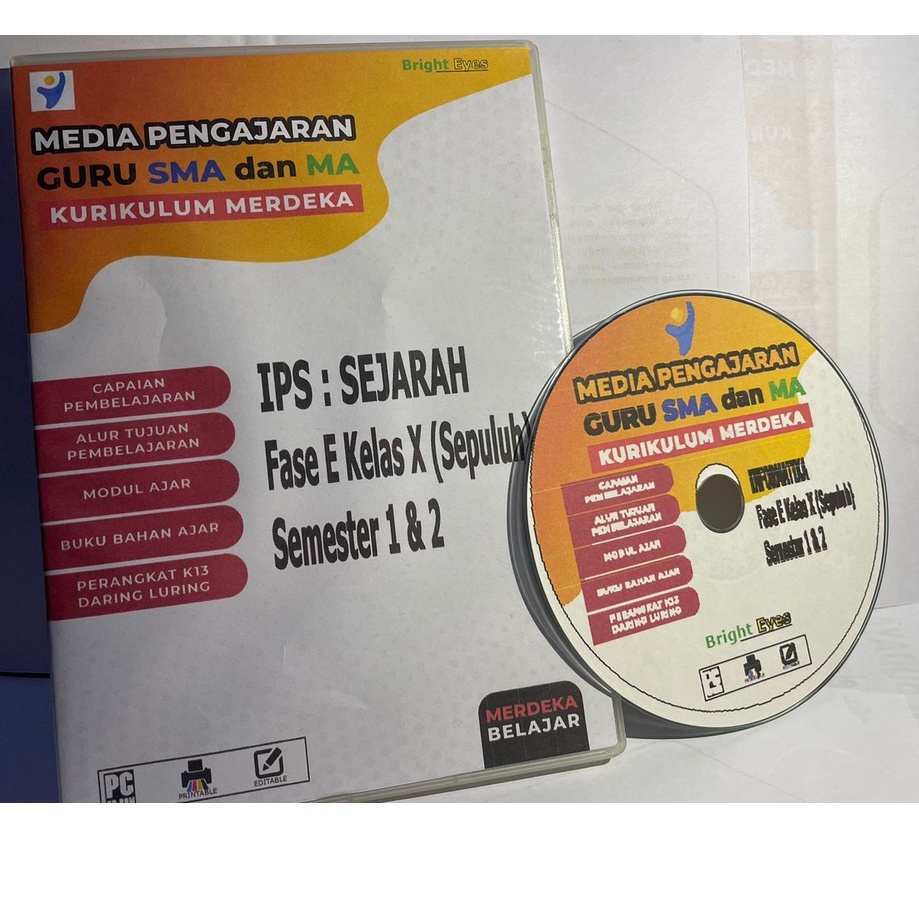 Bright Eyes
MEDIA PENGAJARAN
GURU SMA dan MA
KURIKULUM MERDEKA
CAPAIAN
PEMBELAJARAN
ALUR TUJUAN
PEMBELAJARAN
MODUL AJAR
BUKU BAHAN AJAR
PERANGKAT K13
DARING LURING
IPS : SEJARAH
Fase E Kelas X (Sepuluh)
Semester 1 & 2
MERDEKA
BELAJAR
PC
PRINTABLE
EDITABLE
MEDIA PENGAJARAN
GURU SMA dan MA
KURIKULUM MERDEKA
CAPAIAN
PEMBELAJARAN
ALUR TUJUAN
PEMBELAJARAN
MODUL AJAR
BUKU BAHAN AJAR
PERANGKAT K13
DARING LURING
INFORMATIKA
Fase E Kelas X (Sepuluh)
Semester 1 & 2
Bright Eyes